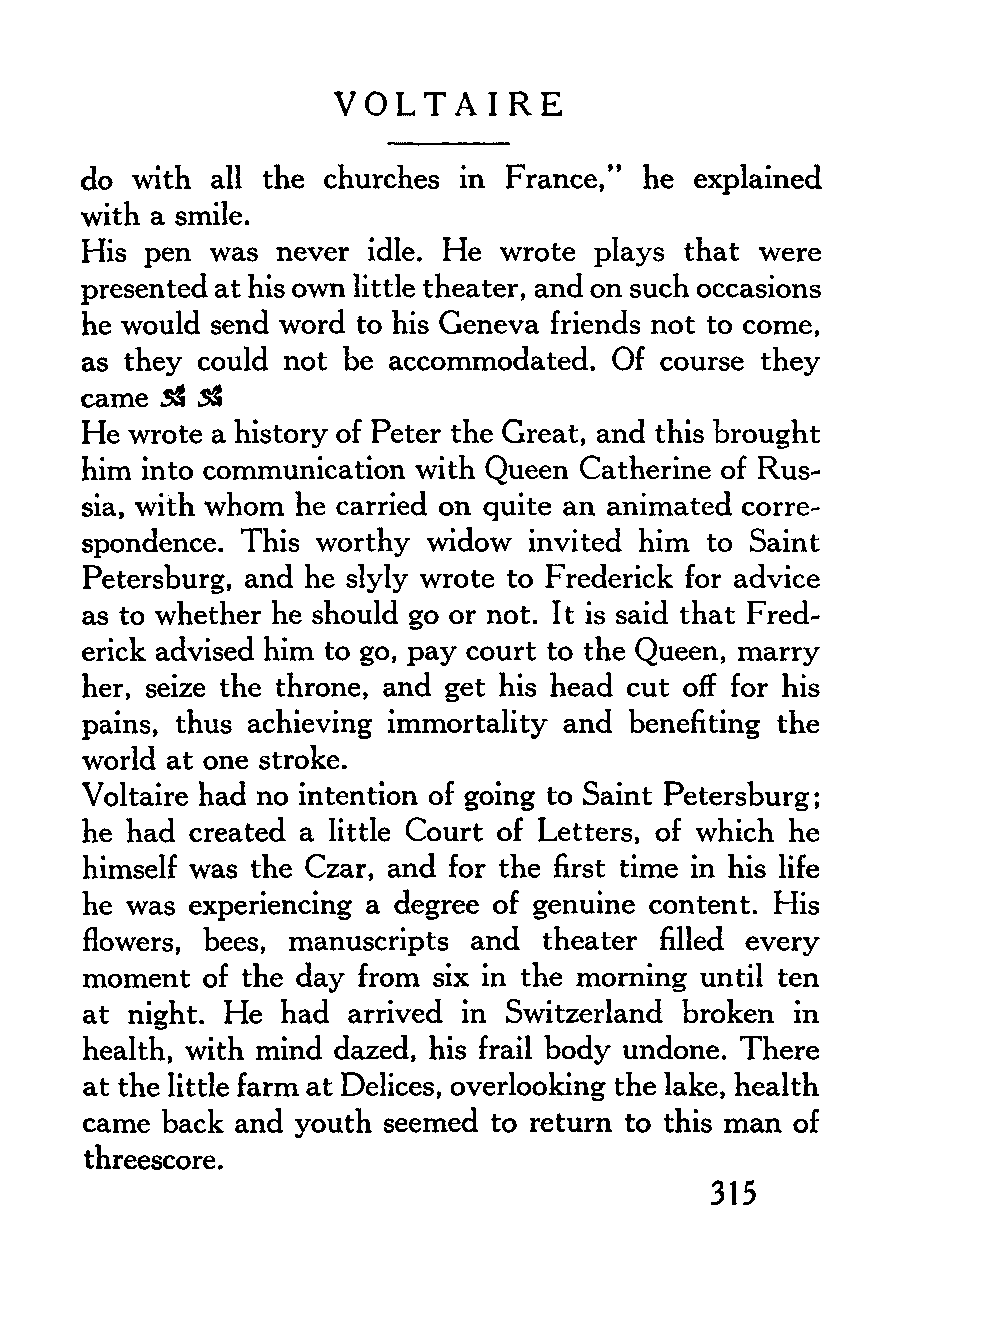 VOLTAIRE
do with all the churches in France,” he explained
with a smile.
His pen was never idle. He wrote plays that were
presented at his own little theater, and on such occasions
he would send word to his Geneva friends not to come,
as they could not be accommodated. Of course they
came
He wrote a history of Peter the Great, and this brought
him into communication with Queen Catherine of Rus-
sia, with whom he carried on quite an animated corre-
spondence. This worthy widow invited him to Saint
Petersburg, and he slyly wrote to Frederick for advice
as to whether he should go or not. It is said that Fred-
erick advised him to go, pay court to the Queen, marry
her, seize the throne, and get his head cut off for his
pains, thus achieving immortality and benefiting the
world at one stroke.
Voltaire had no intention of going to Saint Petersburg;
he had created a little Court of Letters, of which he
himself was the Czar, and for the first time in his life
he was experiencing a degree of genuine content. His
flowers, bees, manuscripts and theater filled every
moment of the day from six in the morning until ten
at night. He had arrived in Switzerland broken in
health, with mind dazed, his frail body undone. There
at the little farm at Delices, overlooking the lake, health
came back and youth seemed to return to this man of
threescore.
315